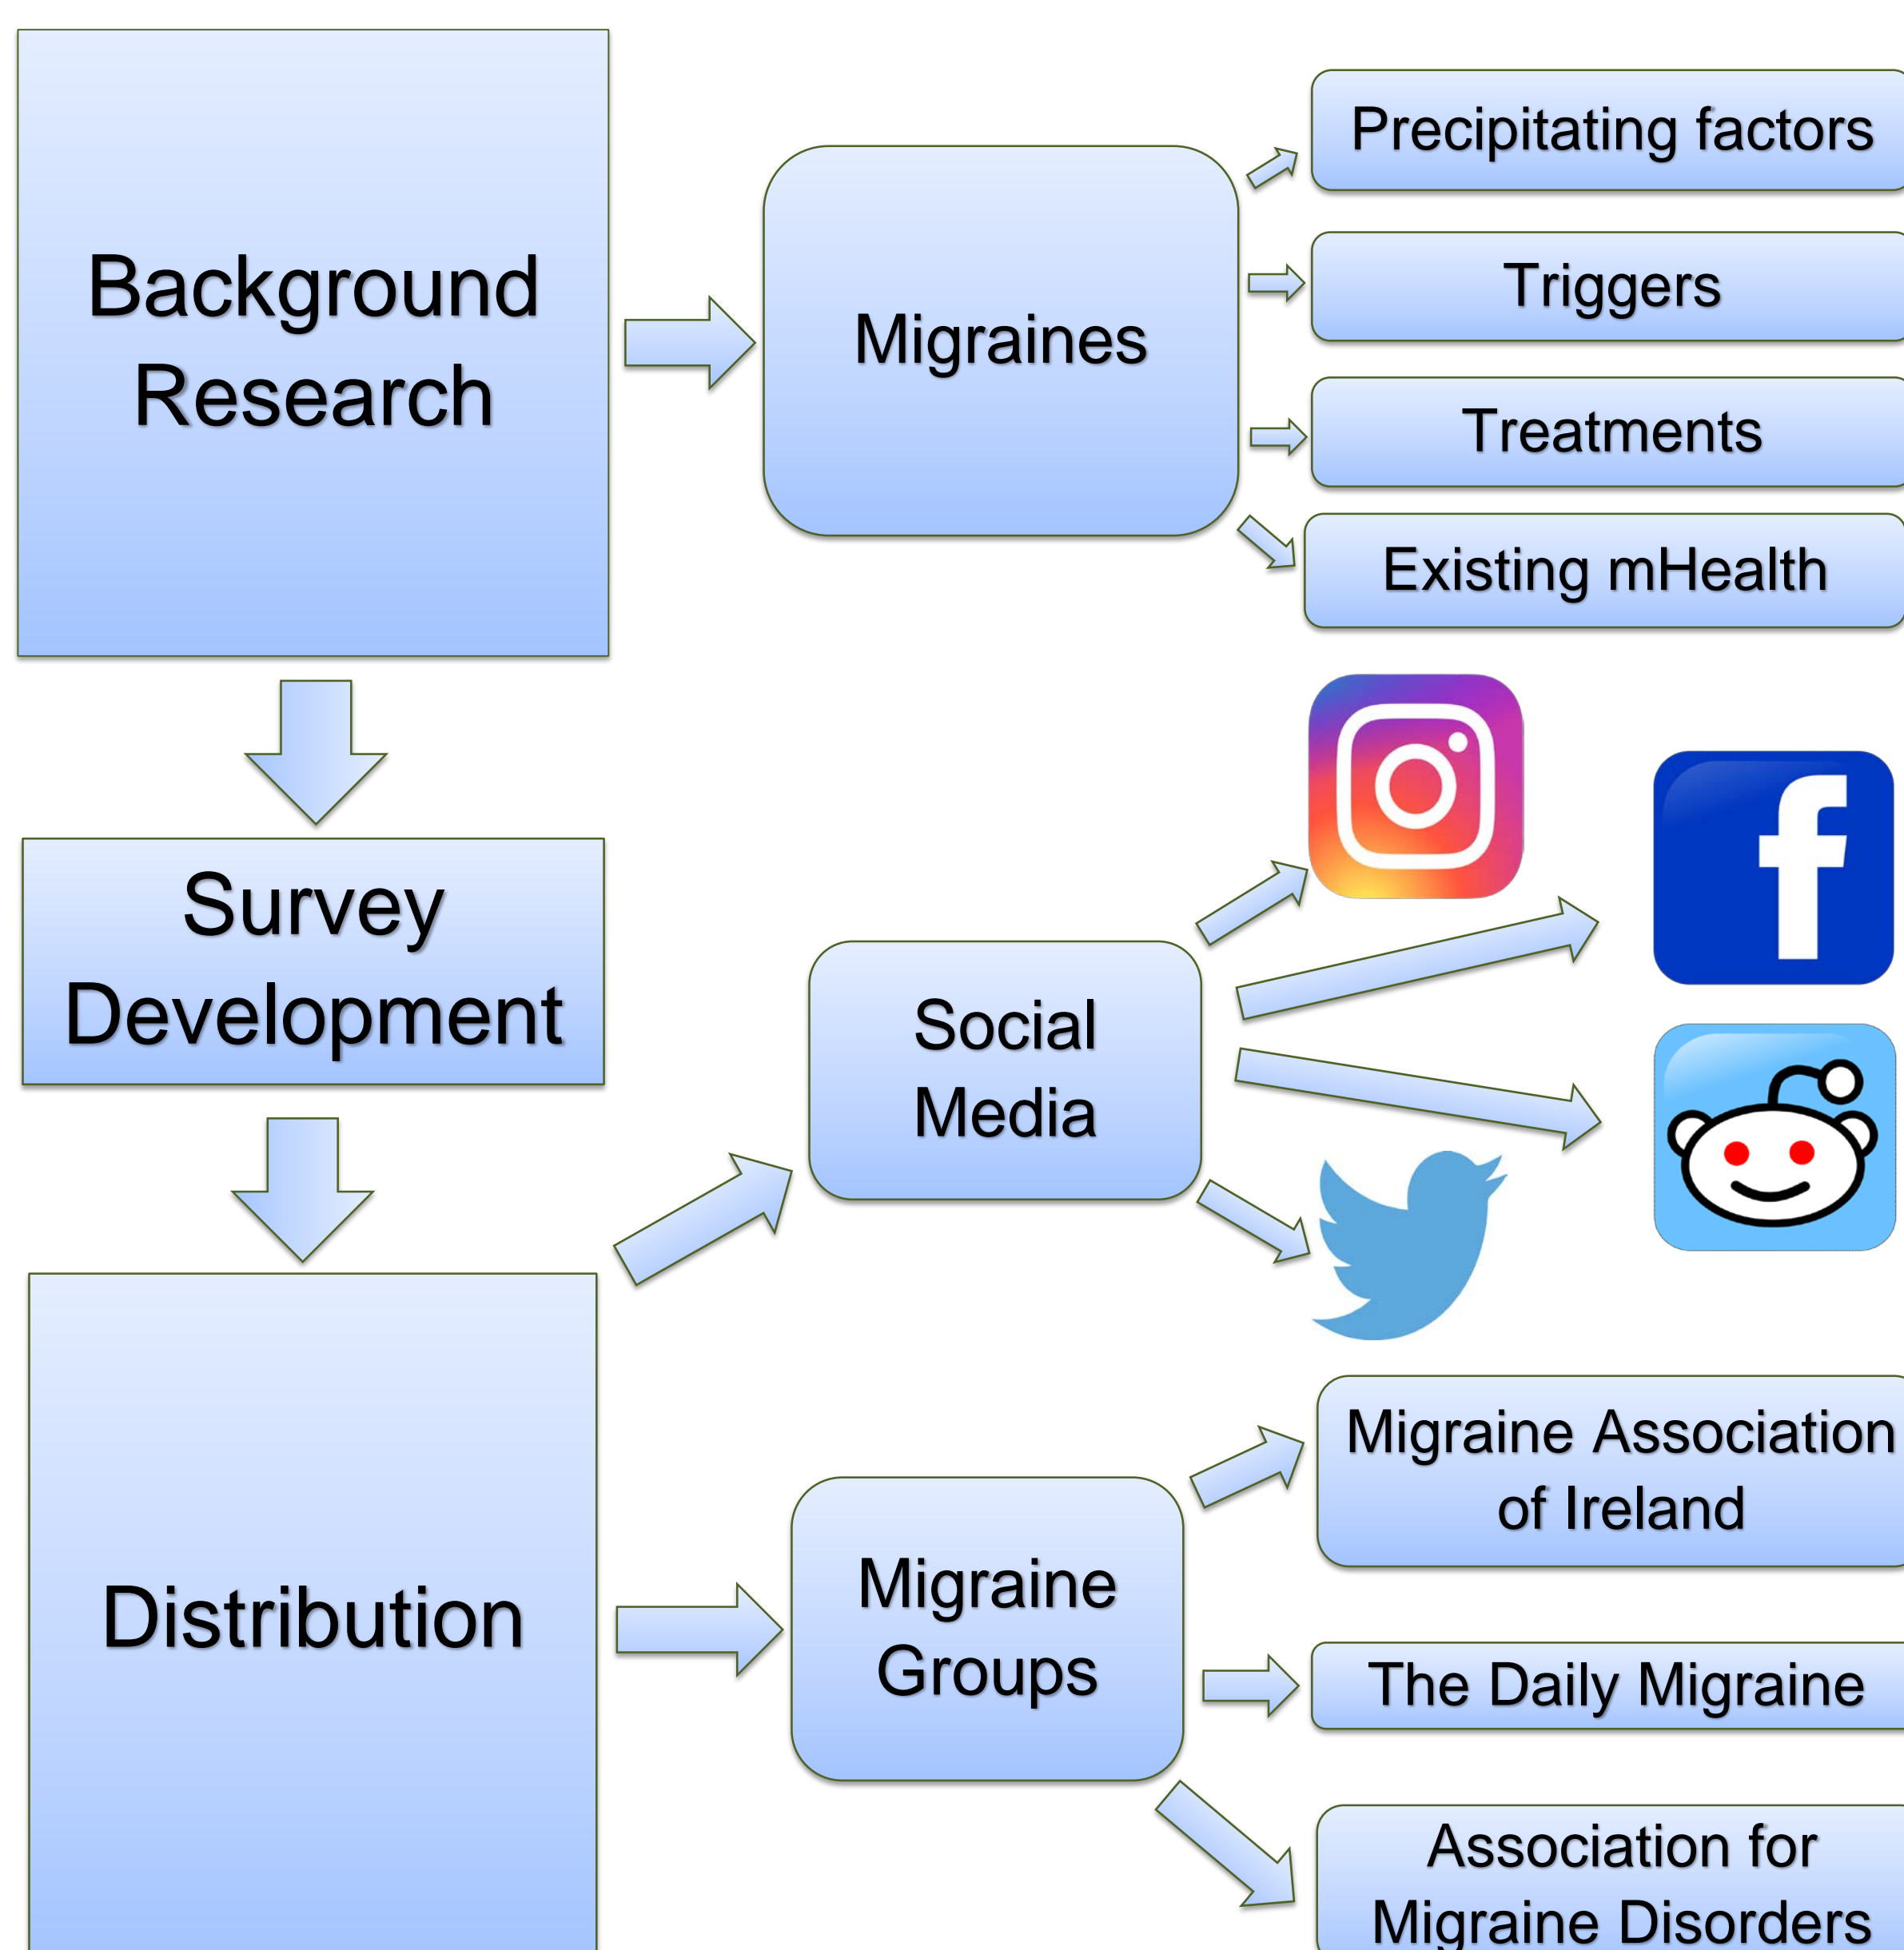 Background
Research
Migraines
Precipitating factors
Triggers
Treatments
Existing mHealth
Survey
Development
Social
Media
f
Distribution
Migraine
Groups
Migraine Association
of Ireland
The Daily Migraine
Association for
Migraine Disorders